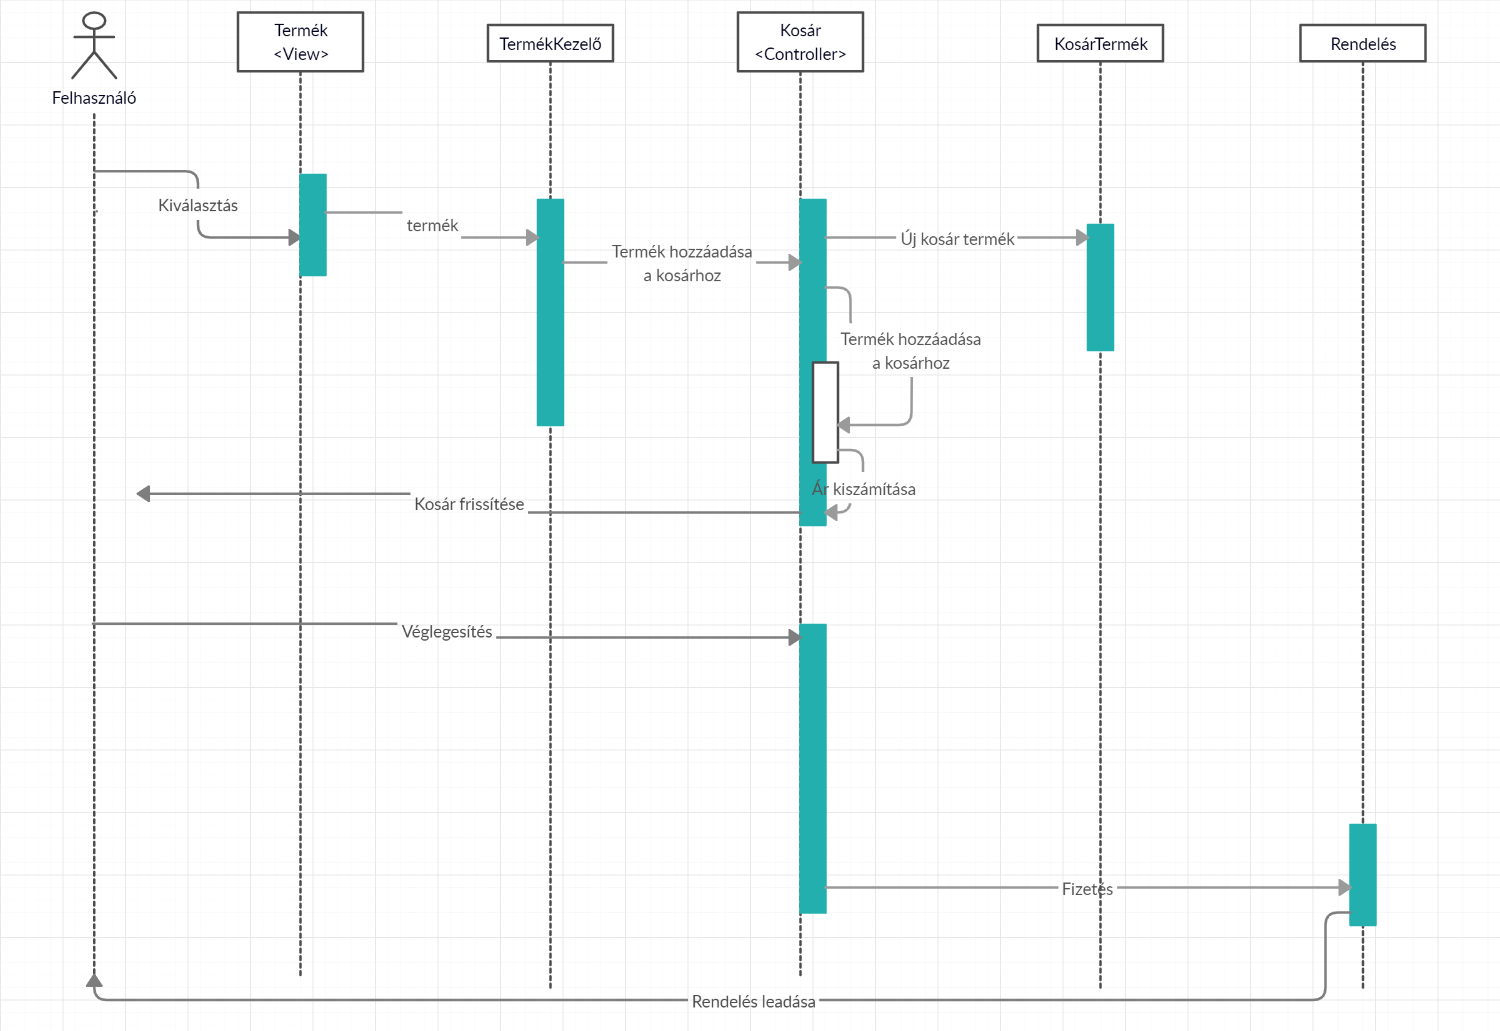 Felhasználó
Termék
<View>
TermékKezelő
Kosár
<Controller>
KosárTermék
Rendelés
Kiválasztás
termék
Termék hozzáadása
a kosárhoz
Új kosár termék
Termék hozzáadása
a kosárhoz
Ár kiszámítása
Kosár frissítése
Véglegesítés
Fizetés
Rendelés leadása